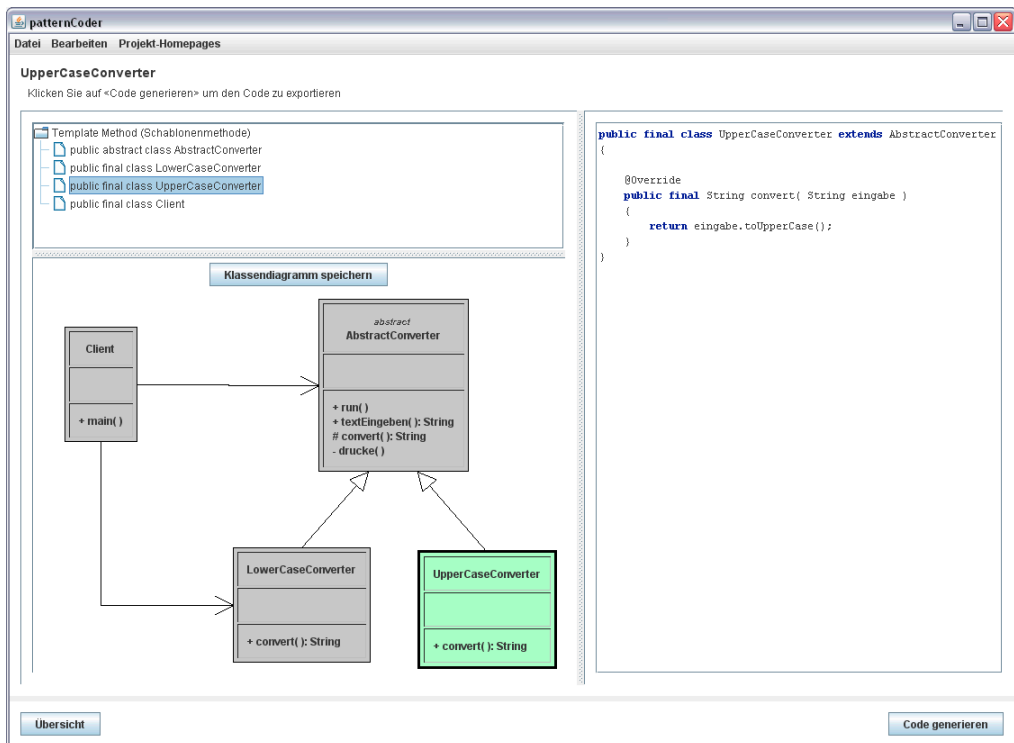 patternCoder
Datei Bearbeiten Projekt-Homepages
UpperCaseConverter
Klicken Sie auf <Code generieren> um den Code zu exportieren
Template Method (Schablonenmethode)
public abstract class AbstractConverter
public final class LowerCaseConverter
public final class UpperCaseConverter
public final class Client
Klassendiagramm speichern
Client
+ main( )
abstract
AbstractConverter
+ run( )
+ textEingeben( ): String
# convert( ): String
- drucke( )
LowerCaseConverter
+ convert( ): String
UpperCaseConverter
+ convert( ): String
public final class UpperCaseConverter extends AbstractConverter
{
@Override
public final String convert( String eingabe )
{
return eingabe.toUpperCase();
}
}
Übersicht
Code generieren